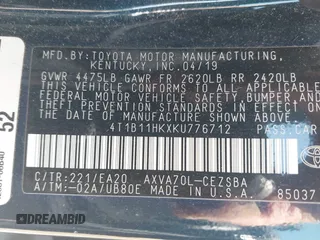 MFD.BY:TOYOTA MOTOR MANUFACTURING,
KENTUCKY,INC.04/19
GVWR 4475LB GAWR FR 2620LB RR 2420LB
THIS VEHICLE CONFORMS TO ALL APPLICABLE
FEDERAL MOTOR VEHICLE SAFETY, BUMPER, AND
THEFT PREVENTION STANDARDS IN EFFECT ON
THE DATE OF MANUFACTURE SHOWN ABOVE.
4T1B11HKXKU776712 PASS.CAR
C/TR:221/EA20 AXVA70L-CEZSBA
A/TM:-02A/UB80E MADE IN U.S.A. 85037
52
BIDFAX